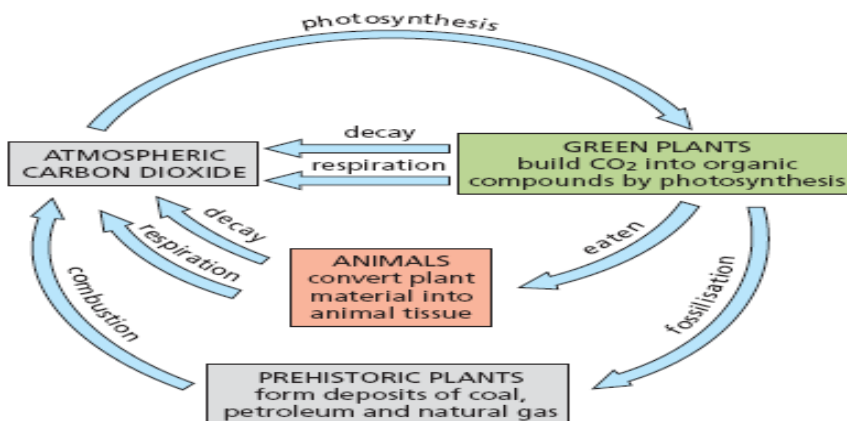 photosynthesis
ATMOSPHERIC
CARBON DIOXIDE
decay
respiration
GREEN PLANTS
build CO₂ into organic
compounds by photosynthesis
decay
respiration
ANIMALS
convert plant
material into
animal tissue
eaten
fossilisation
combustion
PREHISTORIC PLANTS
form deposits of coal,
petroleum and natural gas